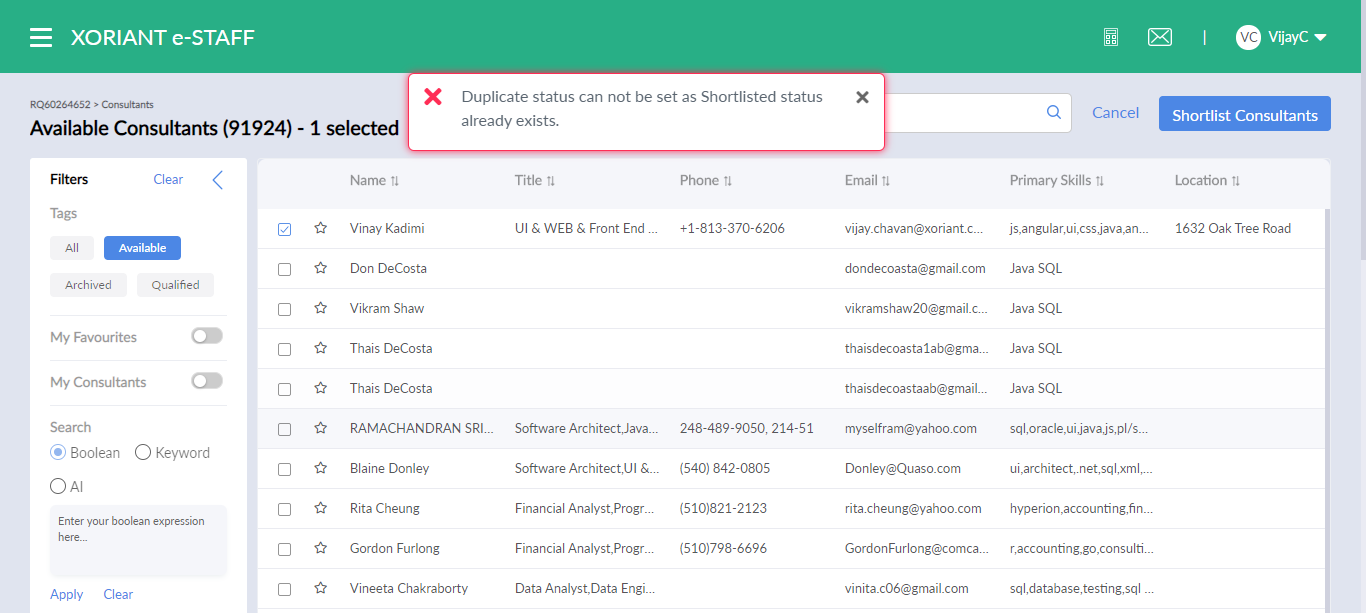 XORIANT e-STAFF
VC VijayC
RQ60264652 > Consultants
Available Consultants (91924) - 1 selected
Duplicate status can not be set as Shortlisted status
already exists.
Cancel
Shortlist Consultants
Filters Clear
Tags
All Available
Archived Qualified
My Favourites
My Consultants
Search
Boolean Keyword
AI
Enter your boolean expression
here...
Apply Clear
Name Title Phone Email Primary Skills Location
Vinay Kadimi UI & WEB & Front End ... +1-813-370-6206 vijay.chavan@xoriant.c... js,angular,ui,css,java,an... 1632 Oak Tree Road
Don DeCosta dondecoasta@gmail.com Java SQL
Vikram Shaw vikramshaw20@gmail.c... Java SQL
Thais DeCosta thaisdecoasta1ab@gma... Java SQL
Thais DeCosta thaisdecoastaab@gmail... Java SQL
RAMACHANDRAN SRI... Software Architect,Java... 248-489-9050, 214-51 myselfram@yahoo.com sql,oracle,ui,java,js,pl/s...
Blaine Donley Software Architect,UI &... (540) 842-0805 Donley@Quaso.com ui,architect,.net,sql,xml,...
Rita Cheung Financial Analyst,Progr... (510)821-2123 rita.cheung@yahoo.com hyperion,accounting,fin...
Gordon Furlong Financial Analyst,Progr... (510)798-6696 GordonFurlong@comca... r,accounting,go,consulti...
Vineeta Chakraborty Data Analyst,Data Engi... vinita.c06@gmail.com sql,database,testing,sql ...